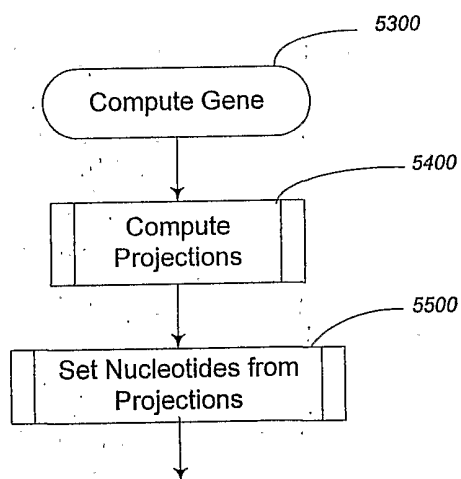 5300
Compute Gene
5400
Compute
Projections
5500
Set Nucleotides from
Projections